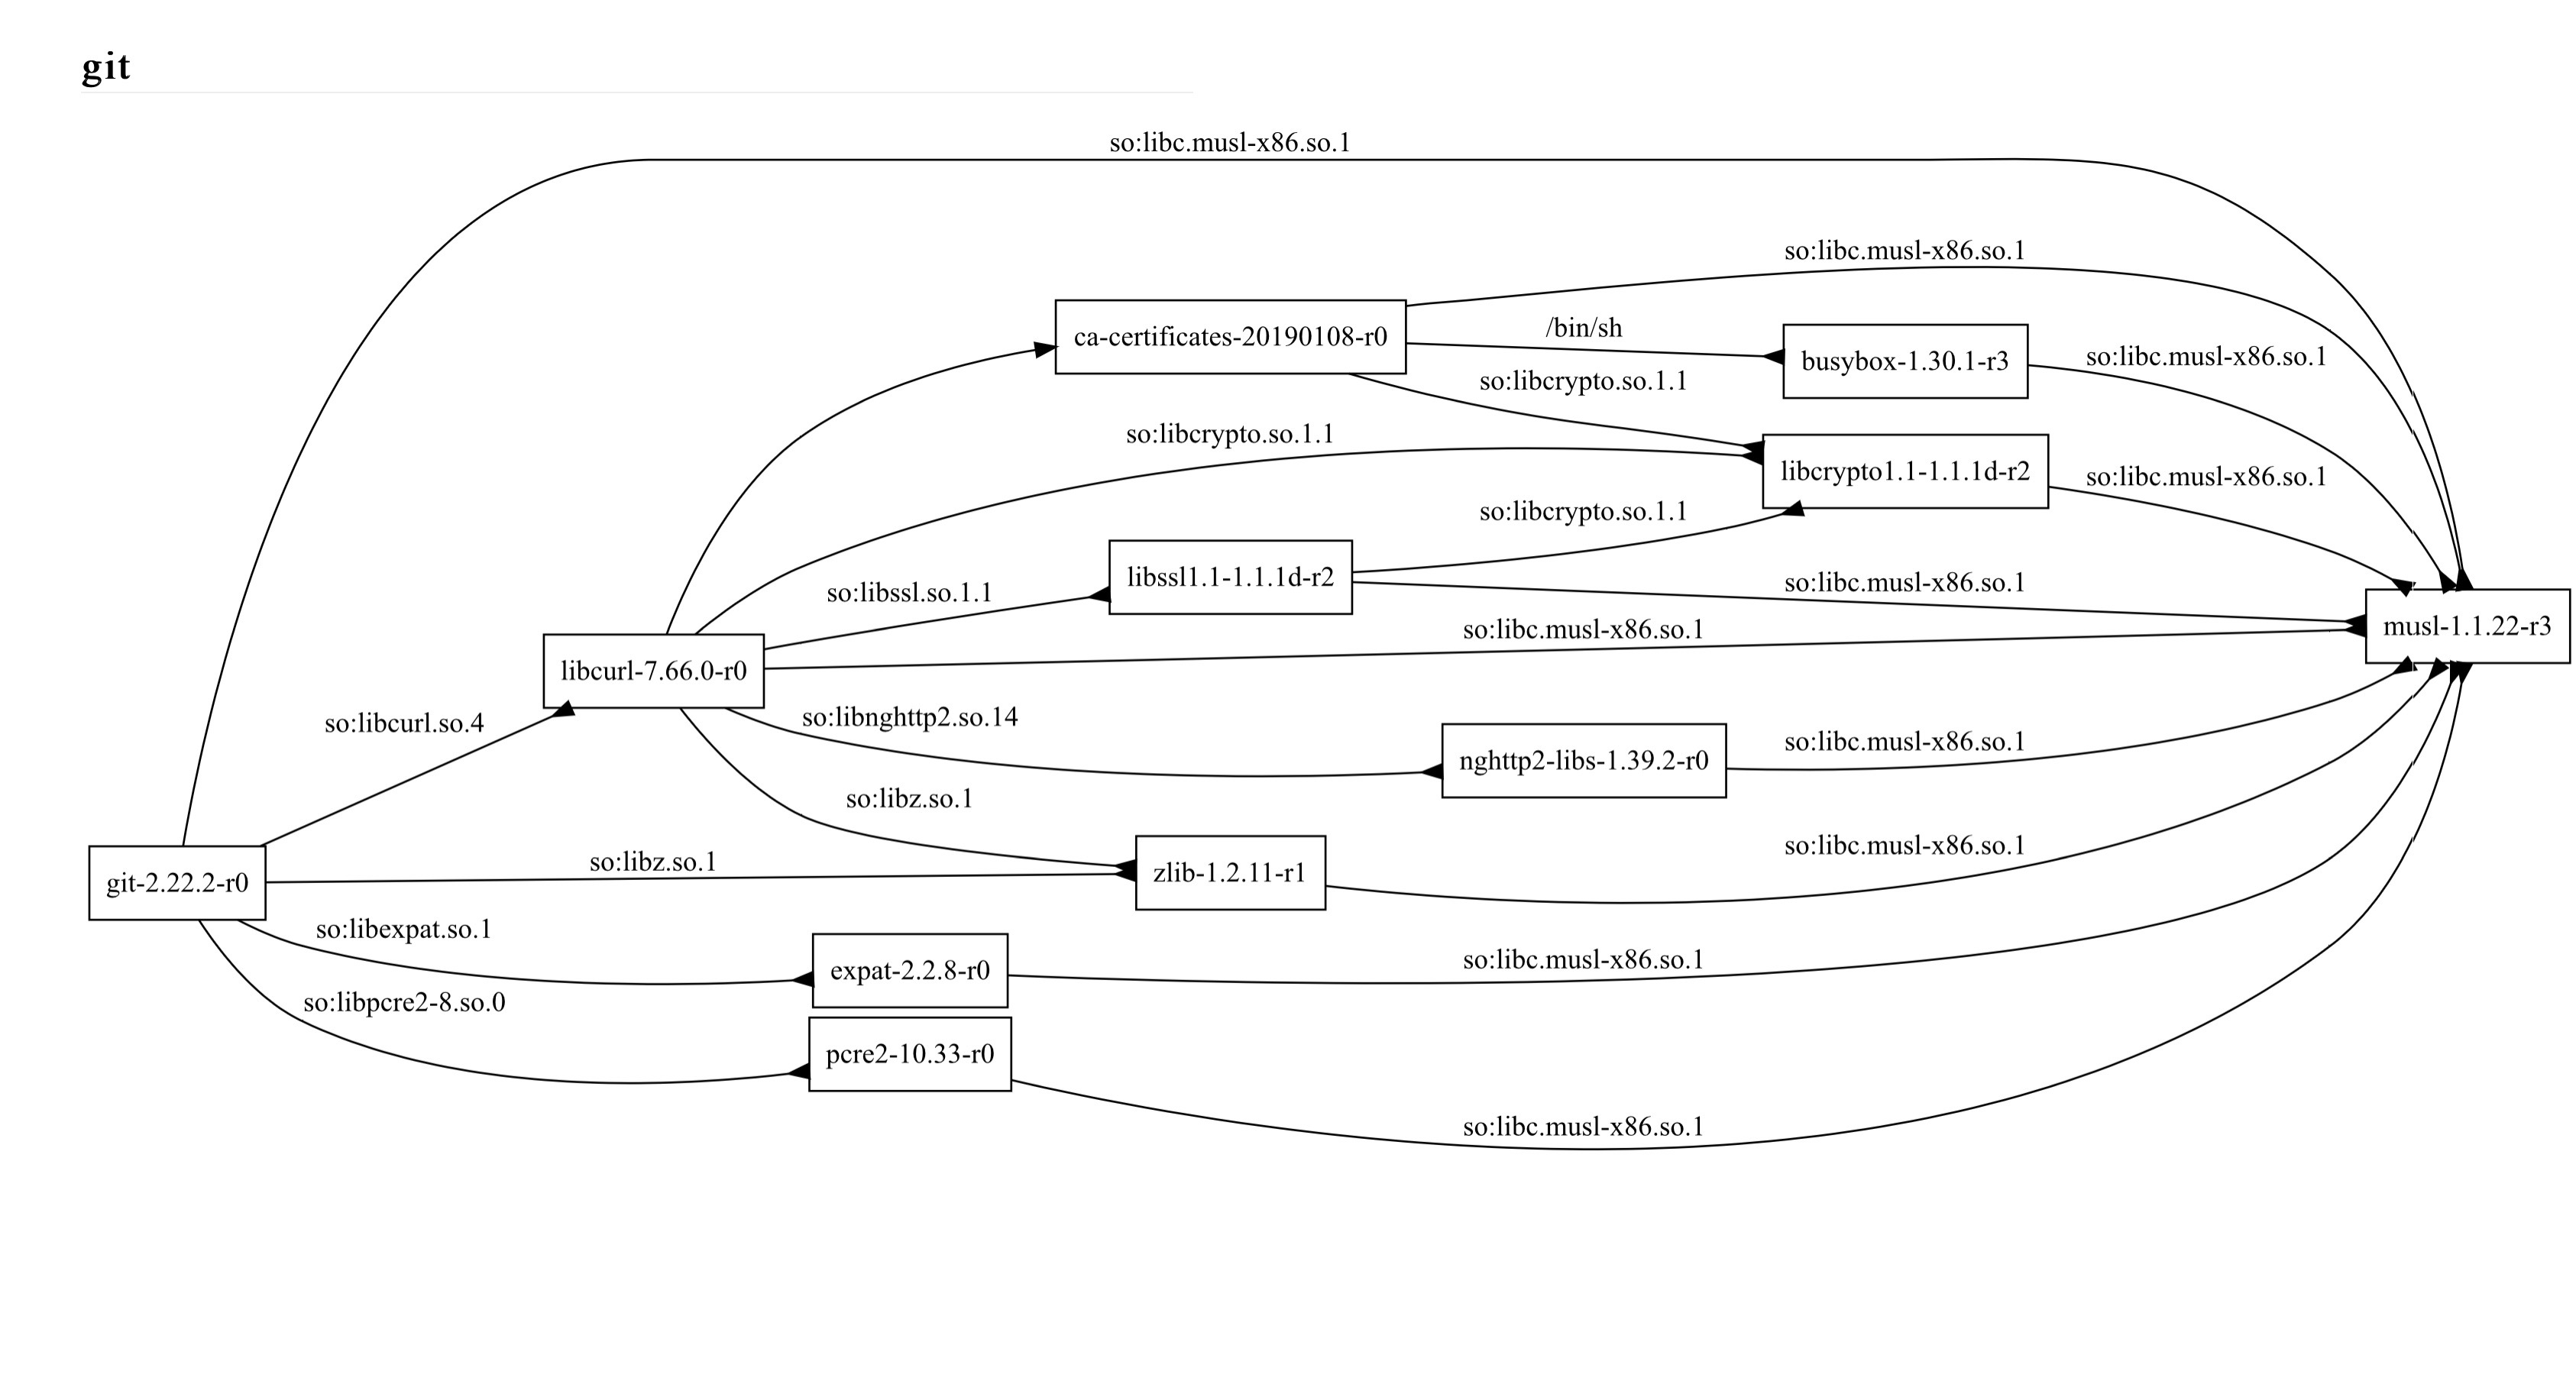 git
so:libc.musl-x86.so.1
so:libc.musl-x86.so.1
/bin/sh
ca-certificates-20190108-r0
busybox-1.30.1-r3
so:libc.musl-x86.so.1
so:libcrypto.so.1.1
so:libcrypto.so.1.1
libcrypto1.1-1.1.1d-r2
so:libc.musl-x86.so.1
so:libcrypto.so.1.1
libssl1.1-1.1.1d-r2
so:libc.musl-x86.so.1
so:libssl.so.1.1
so:libc.musl-x86.so.1
musl-1.1.22-r3
libcurl-7.66.0-r0
so:libcurl.so.4
so:libnghttp2.so.14
nghttp2-libs-1.39.2-r0
so:libc.musl-x86.so.1
so:libz.so.1
so:libc.musl-x86.so.1
so:libz.so.1
zlib-1.2.11-r1
git-2.22.2-r0
so:libexpat.so.1
expat-2.2.8-r0
so:libc.musl-x86.so.1
so:libpcre2-8.so.0
pcre2-10.33-r0
so:libc.musl-x86.so.1